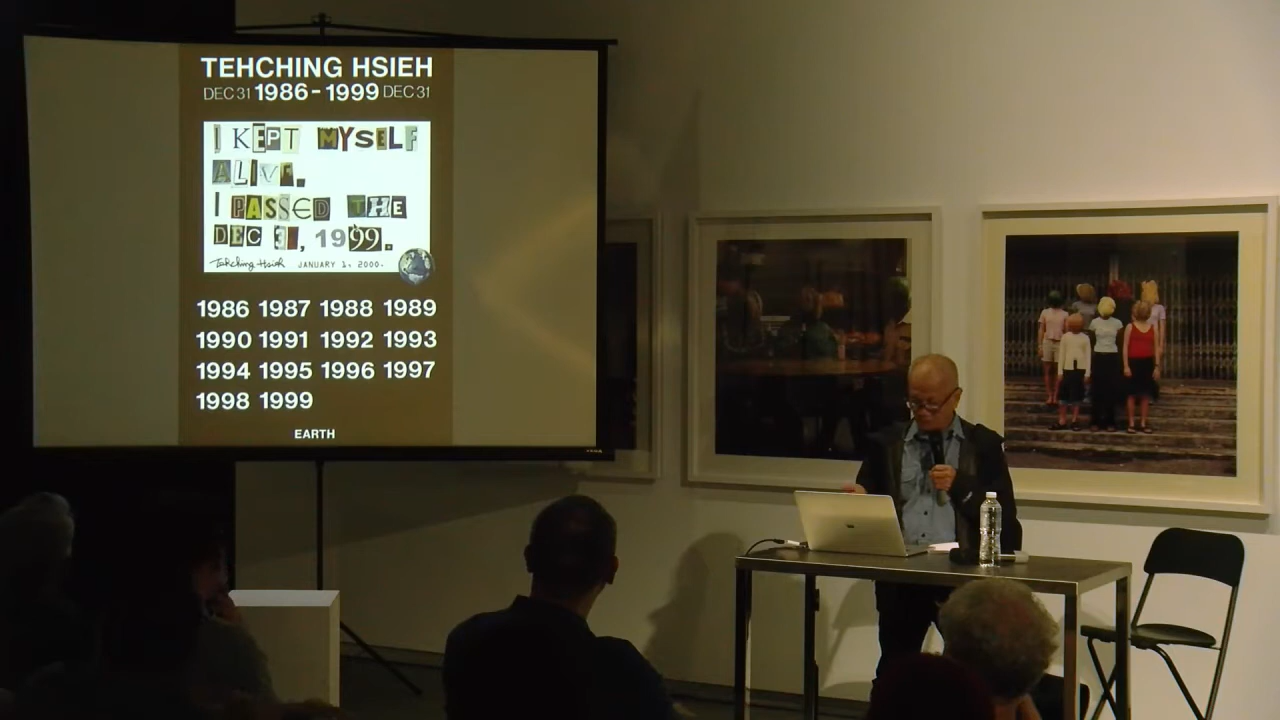 TEHCHING HSIEH
DEC 31 1986 - 1999 DEC 31
I KEPT MYSELF
ALIVE.
I PASSED THE
DEC 31, 1999.
Tehching Hsieh JANUARY 1, 2000.
1986 1987 1988 1989
1990 1991 1992 1993
1994 1995 1996 1997
1998 1999
EARTH